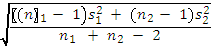 √(〖(n〗₁ − 1)s₁² + (n₂ − 1)s₂²
n₁ + n₂ − 2